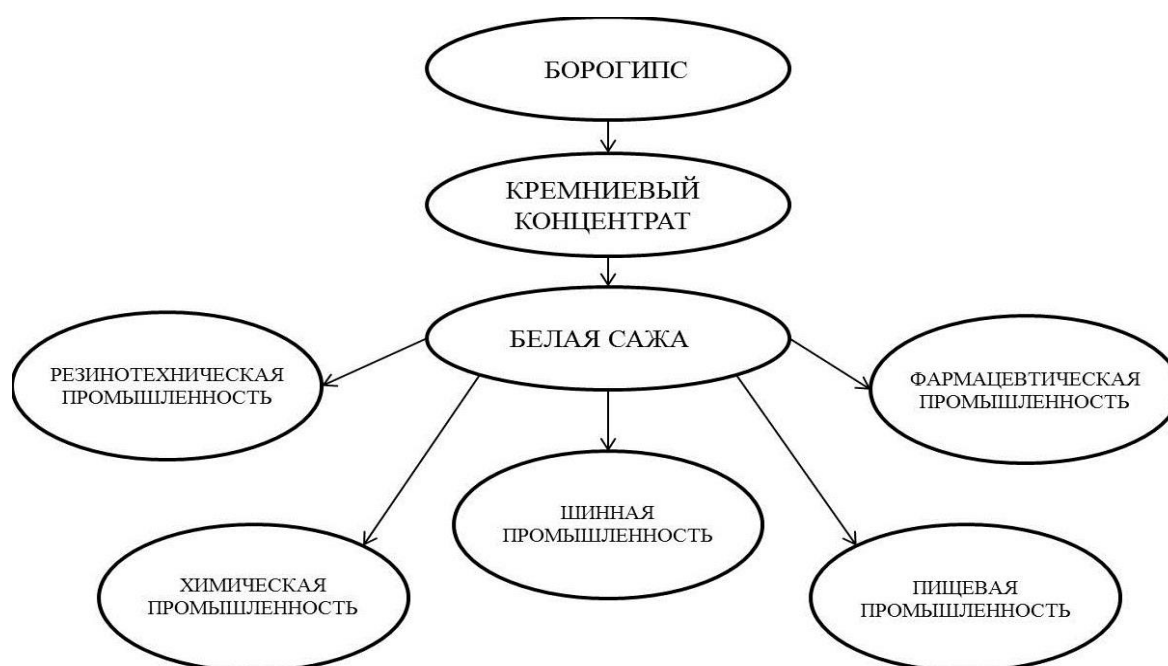 БОРОГИПС
КРЕМНИЕВЫЙ
КОНЦЕНТРАТ
БЕЛАЯ САЖА
РЕЗИНОТЕХНИЧЕСКАЯ
ПРОМЫШЛЕННОСТЬ
ФАРМАЦЕВТИЧЕСКАЯ
ПРОМЫШЛЕННОСТЬ
ШИННАЯ
ПРОМЫШЛЕННОСТЬ
ХИМИЧЕСКАЯ
ПРОМЫШЛЕННОСТЬ
ПИЩЕВАЯ
ПРОМЫШЛЕННОСТЬ